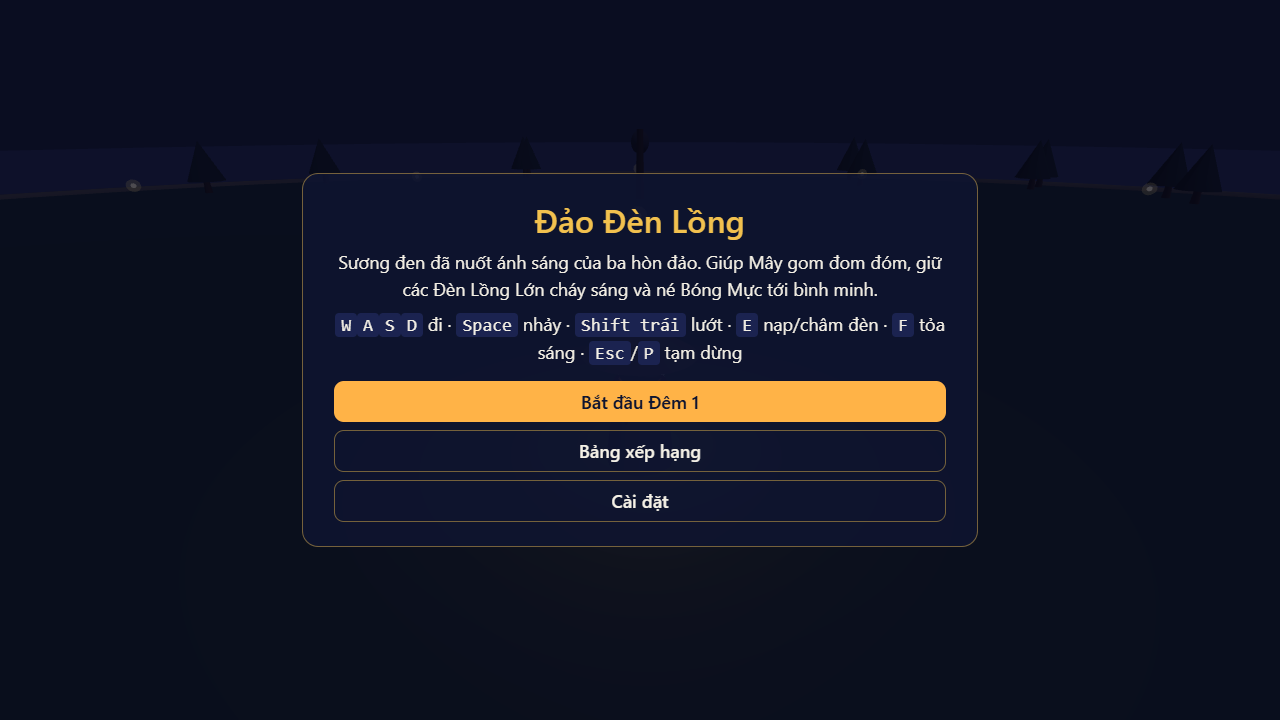 Đảo Đèn Lồng
Sương đen đã nuốt ánh sáng của ba hòn đảo. Giúp Mây gom đom đóm, giữ
các Đèn Lồng Lớn cháy sáng và né Bóng Mực tới bình minh.
W A S D đi · Space nhảy · Shift trái lướt · E nạp/châm đèn · F tỏa
sáng · Esc/P tạm dừng
Bắt đầu Đêm 1
Bảng xếp hạng
Cài đặt